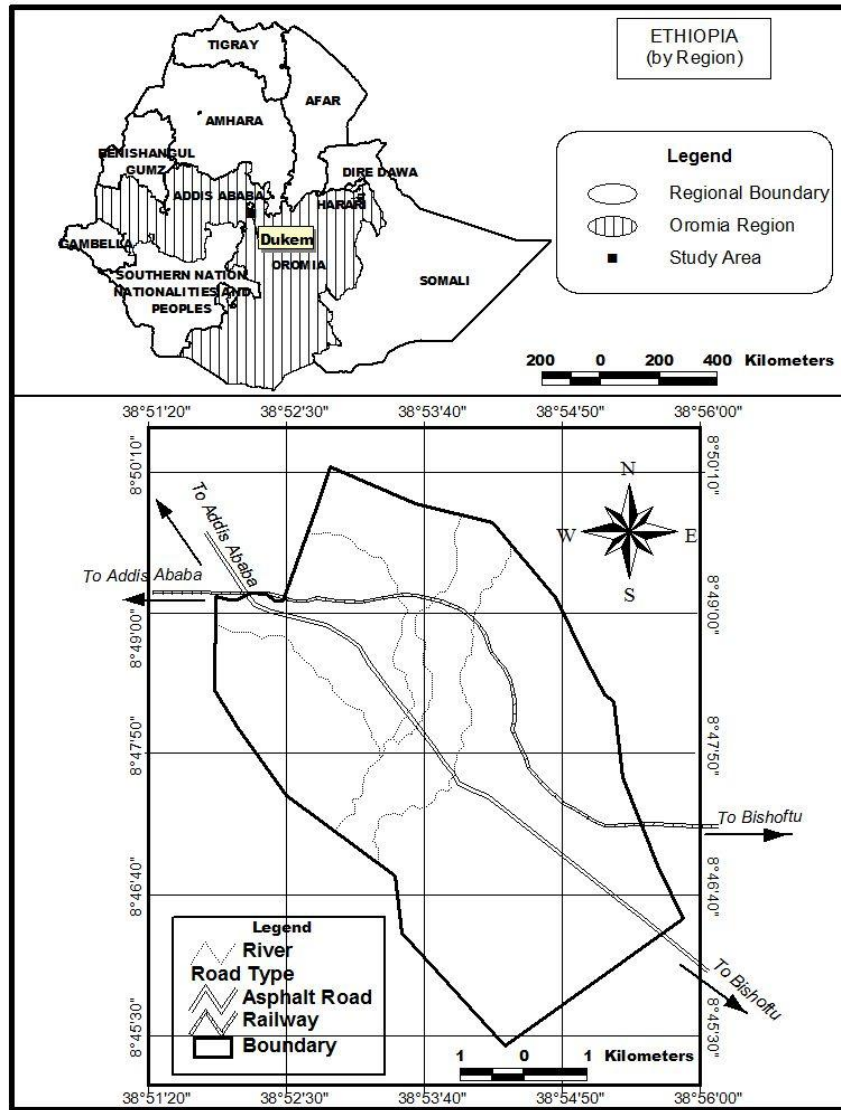 ETHIOPIA
(by Region)
TIGRAY
AFAR
AMHARA
BENISHANGUL
GUMZ
DIRE DAWA
ADDIS ABABA
HARARI
GAMBELLA
Dukem
OROMIA
SOUTHERN NATION
NATIONALITIES AND
PEOPLES
SOMALI
Legend
Regional Boundary
Oromia Region
Study Area
200 0 200 400 Kilometers
38°51'20" 38°52'30" 38°53'40" 38°54'50" 38°56'00"
8°50'10" 8°50'10"
N
W E
S
To Addis Ababa
To Addis Ababa
8°49'00" 8°49'00"
8°47'50" 8°47'50"
To Bishoftu
8°46'40" 8°46'40"
To Bishoftu
8°45'30" 8°45'30"
Legend
River
Road Type
Asphalt Road
Railway
Boundary
1 0 1 Kilometers
38°51'20" 38°52'30" 38°53'40" 38°54'50" 38°56'00"